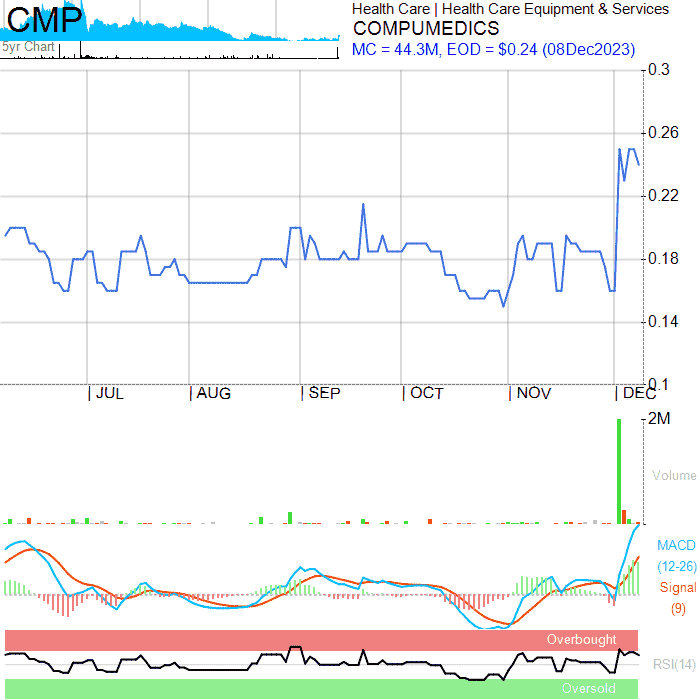 CMP
Health Care | Health Care Equipment & Services
COMPUMEDICS
5yr Chart
MC = 44.3M, EOD = $0.24 (08Dec2023)
0.3
0.26
0.22
0.18
0.14
0.1
JUL AUG SEP OCT NOV DEC
2M
Volume
MACD
(12-26)
Signal
(9)
Overbought
RSI(14)
Oversold